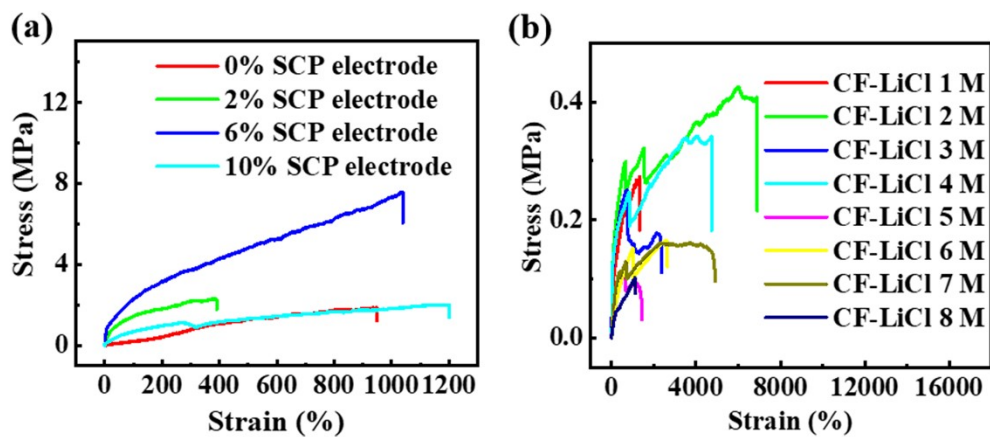 (a)
Stress (MPa)
12
8
4
0
0% SCP electrode
2% SCP electrode
6% SCP electrode
10% SCP electrode
0 200 400 600 800 1000 1200
Strain (%)
(b)
Stress (MPa)
0.4
0.2
0.0
CF-LiCl 1 M
CF-LiCl 2 M
CF-LiCl 3 M
CF-LiCl 4 M
CF-LiCl 5 M
CF-LiCl 6 M
CF-LiCl 7 M
CF-LiCl 8 M
0 4000 8000 12000 16000
Strain (%)